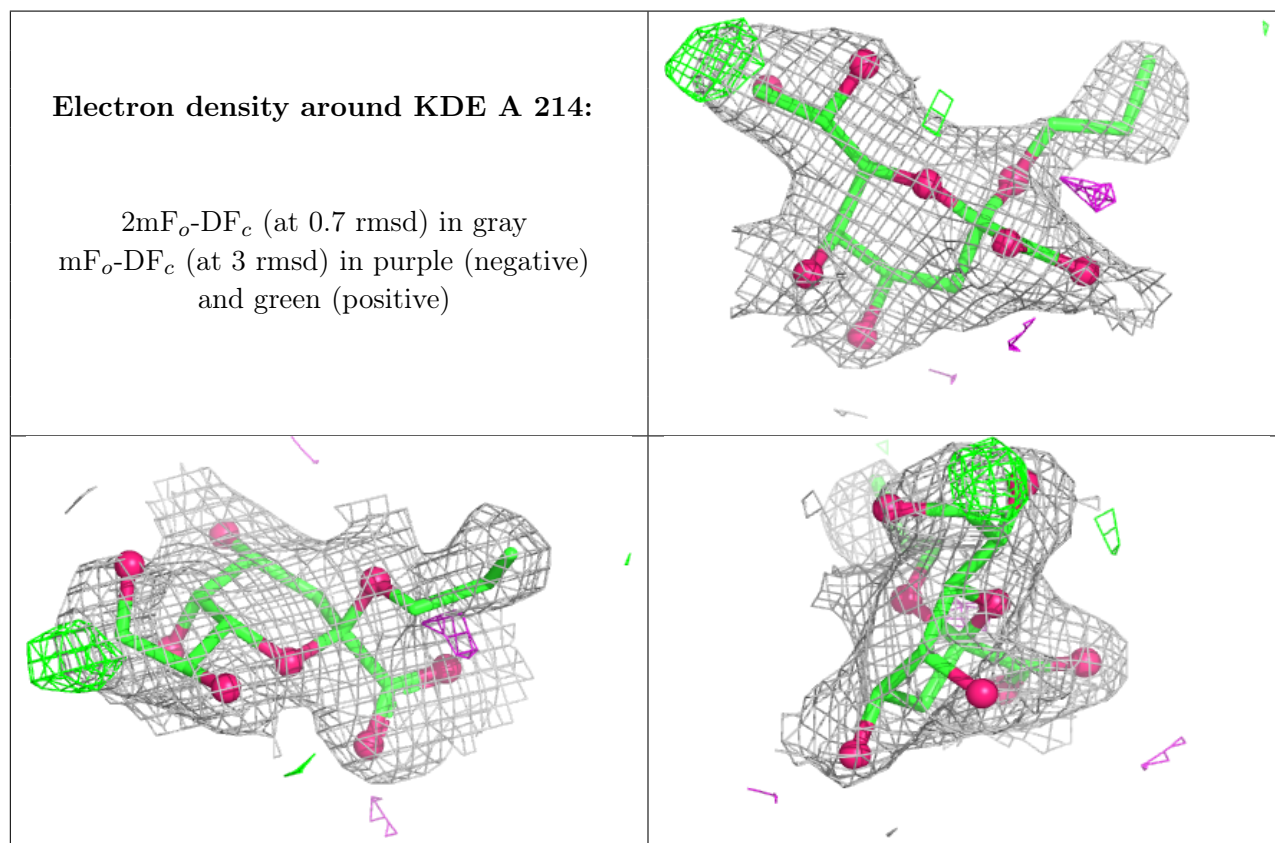 Electron density around KDE A 214:
2mFo-DFc (at 0.7 rmsd) in gray
mFo-DFc (at 3 rmsd) in purple (negative)
and green (positive)